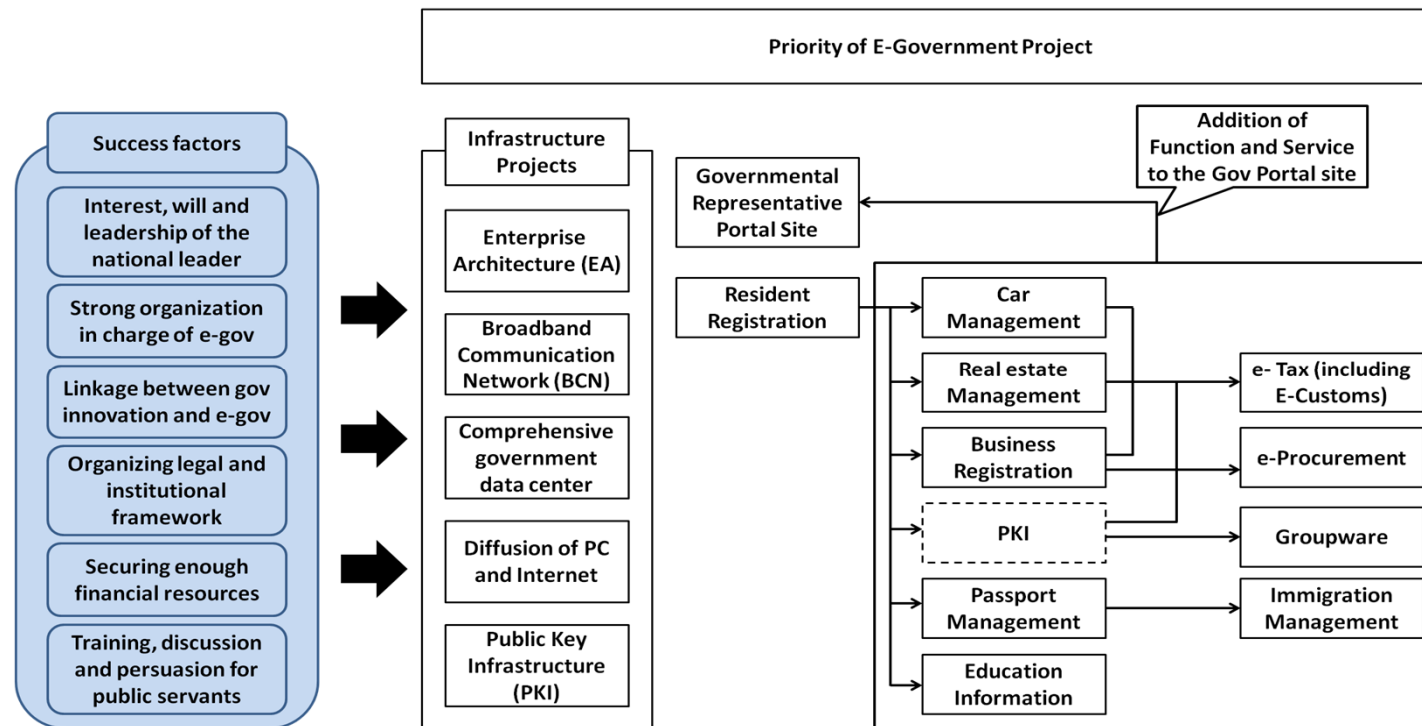 Priority of E-Government Project
Success factors
Interest, will and
leadership of the
national leader
Strong organization
in charge of e-gov
Linkage between gov
innovation and e-gov
Organizing legal and
institutional
framework
Securing enough
financial resources
Training, discussion
and persuasion for
public servants
Infrastructure
Projects
Enterprise
Architecture (EA)
Broadband
Communication
Network (BCN)
Comprehensive
government
data center
Diffusion of PC
and Internet
Public Key
Infrastructure
(PKI)
Governmental
Representative
Portal Site
Addition of
Function and Service
to the Gov Portal site
Resident
Registration
Car
Management
Real estate
Management
Business
Registration
PKI
Passport
Management
Education
Information
e- Tax (including
E-Customs)
e-Procurement
Groupware
Immigration
Management